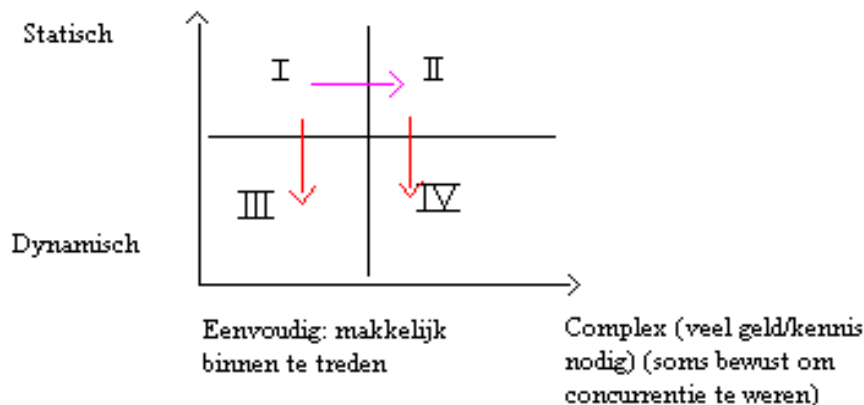 Statisch
I
II
III
IV
Dynamisch
Eenvoudig: makkelijk
binnen te treden
Complex (veel geld/kennis
nodig) (soms bewust om
concurrentie te weren)